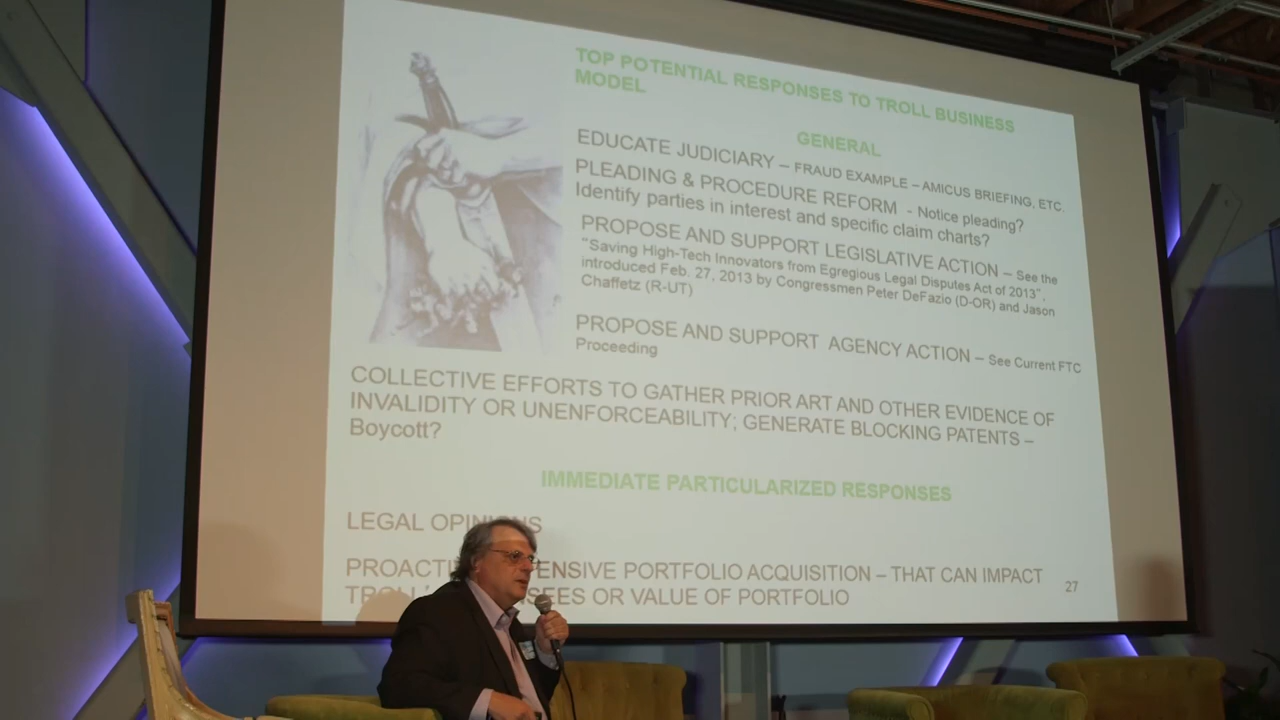 TOP POTENTIAL RESPONSES TO TROLL BUSINESS
MODEL
GENERAL
EDUCATE JUDICIARY – FRAUD EXAMPLE – AMICUS BRIEFING, ETC.
PLEADING & PROCEDURE REFORM - Notice pleading?
Identify parties in interest and specific claim charts?
PROPOSE AND SUPPORT LEGISLATIVE ACTION – See the
"Saving High-Tech Innovators from Egregious Legal Disputes Act of 2013",
introduced Feb. 27, 2013 by Congressmen Peter DeFazio (D-OR) and Jason
Chaffetz (R-UT)
PROPOSE AND SUPPORT AGENCY ACTION – See Current FTC
Proceeding
COLLECTIVE EFFORTS TO GATHER PRIOR ART AND OTHER EVIDENCE OF
INVALIDITY OR UNENFORCEABILITY; GENERATE BLOCKING PATENTS –
Boycott?
IMMEDIATE PARTICULARIZED RESPONSES
LEGAL OPINIONS
PORTFOLIO ACQUISITION – THAT CAN IMPACT
OR VALUE OF PORTFOLIO
27